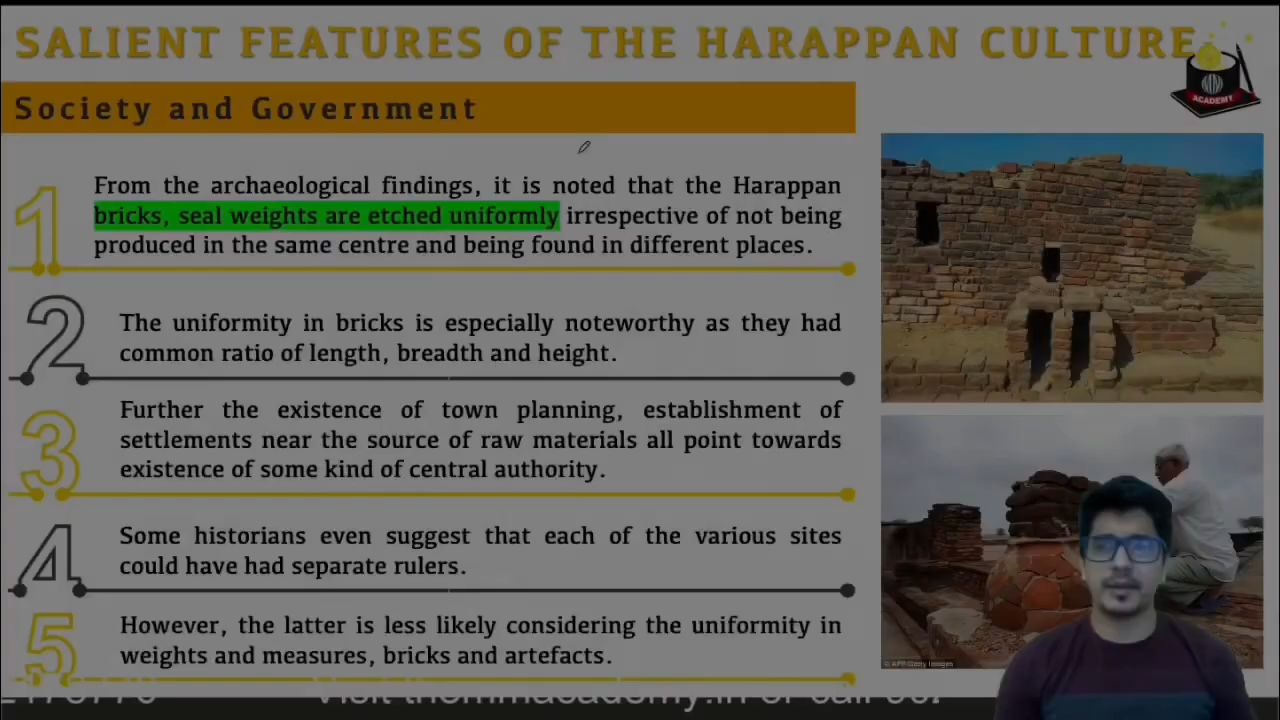 SALIENT FEATURES OF THE HARAPPAN CULTURE
ACADEMY
Society and Government
1
From the archaeological findings, it is noted that the Harappan
bricks, seal weights are etched uniformly irrespective of not being
produced in the same centre and being found in different places.
2
The uniformity in bricks is especially noteworthy as they had
common ratio of length, breadth and height.
3
Further the existence of town planning, establishment of
settlements near the source of raw materials all point towards
existence of some kind of central authority.
4
Some historians even suggest that each of the various sites
could have had separate rulers.
5
However, the latter is less likely considering the uniformity in
weights and measures, bricks and artefacts.
© AFP/Getty Images
or call